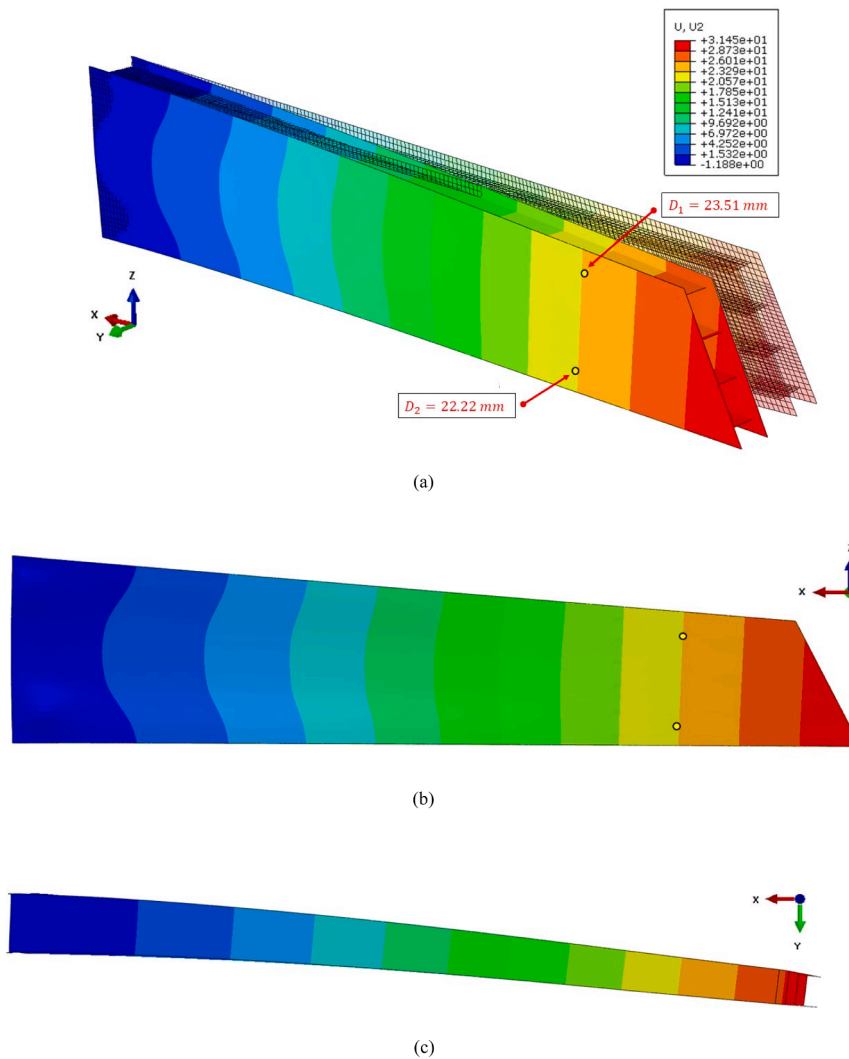 U, U2
+3.145e+01
+2.873e+01
+2.601e+01
+2.329e+01
+2.057e+01
+1.785e+01
+1.513e+01
+1.241e+01
+9.692e+00
+6.972e+00
+4.252e+00
+1.532e+00
-1.188e+00
D₁ = 23.51 mm
Z
X
Y
D₂ = 22.22 mm
(a)
X
(b)
X
Y
(c)